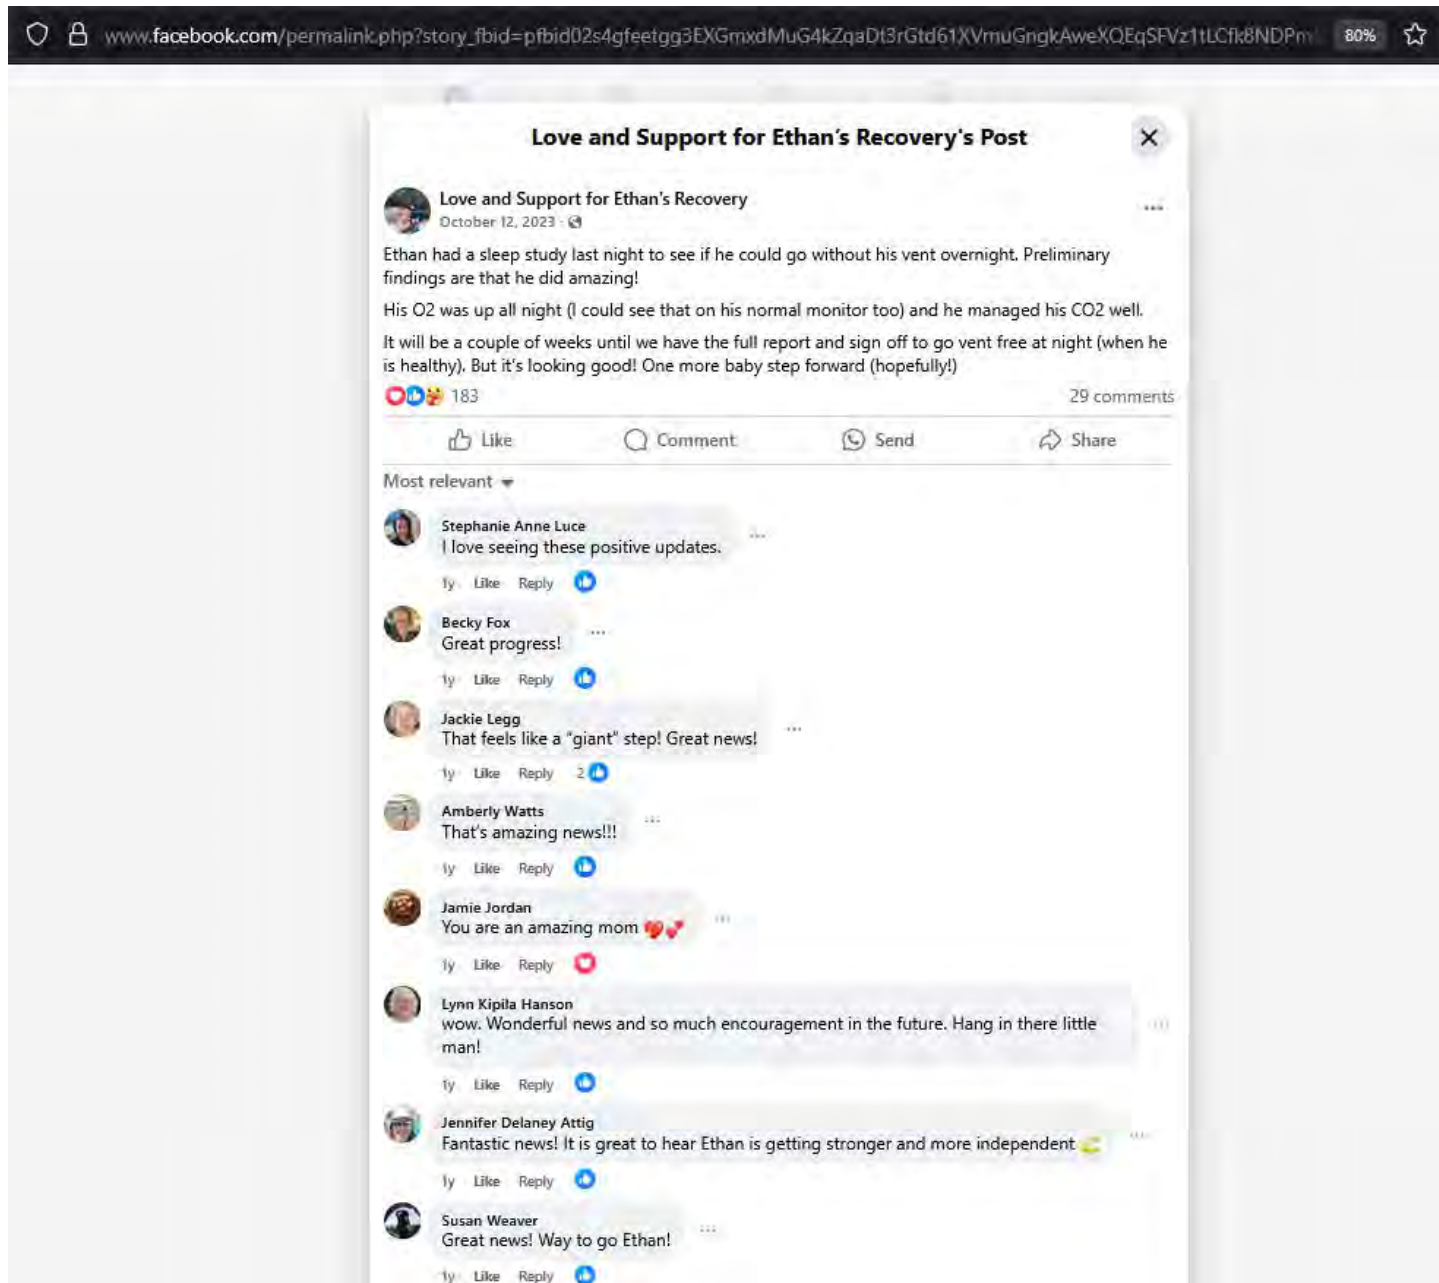 www.facebook.com/permalink.php?story_fbid=
80%
Love and Support for Ethan's Recovery's Post
Love and Support for Ethan's Recovery
October 12, 2023
Ethan had a sleep study last night to see if he could go without his vent overnight. Preliminary
findings are that he did amazing!
His O2 was up all night (I could see that on his normal monitor too) and he managed his CO2 well.
It will be a couple of weeks until we have the full report and sign off to go vent free at night (when he
is healthy). But it's looking good! One more baby step forward (hopefully!)
183
29 comments
Like
Comment
Send
Share
Most relevant
Stephanie Anne Luce
I love seeing these positive updates.
1y Like Reply
Becky Fox
Great progress!
1y Like Reply
Jackie Legg
That feels like a "giant" step! Great news!
1y Like Reply 2
Amberly Watts
That's amazing news!!!
1y Like Reply
Jamie Jordan
You are an amazing mom ❤️💕
1y Like Reply
Lynn Kipila Hanson
wow. Wonderful news and so much encouragement in the future. Hang in there little
man!
1y Like Reply
Jennifer Delaney Attig
Fantastic news! It is great to hear Ethan is getting stronger and more independent
1y Like Reply
Susan Weaver
Great news! Way to go Ethan!
1y Like Reply